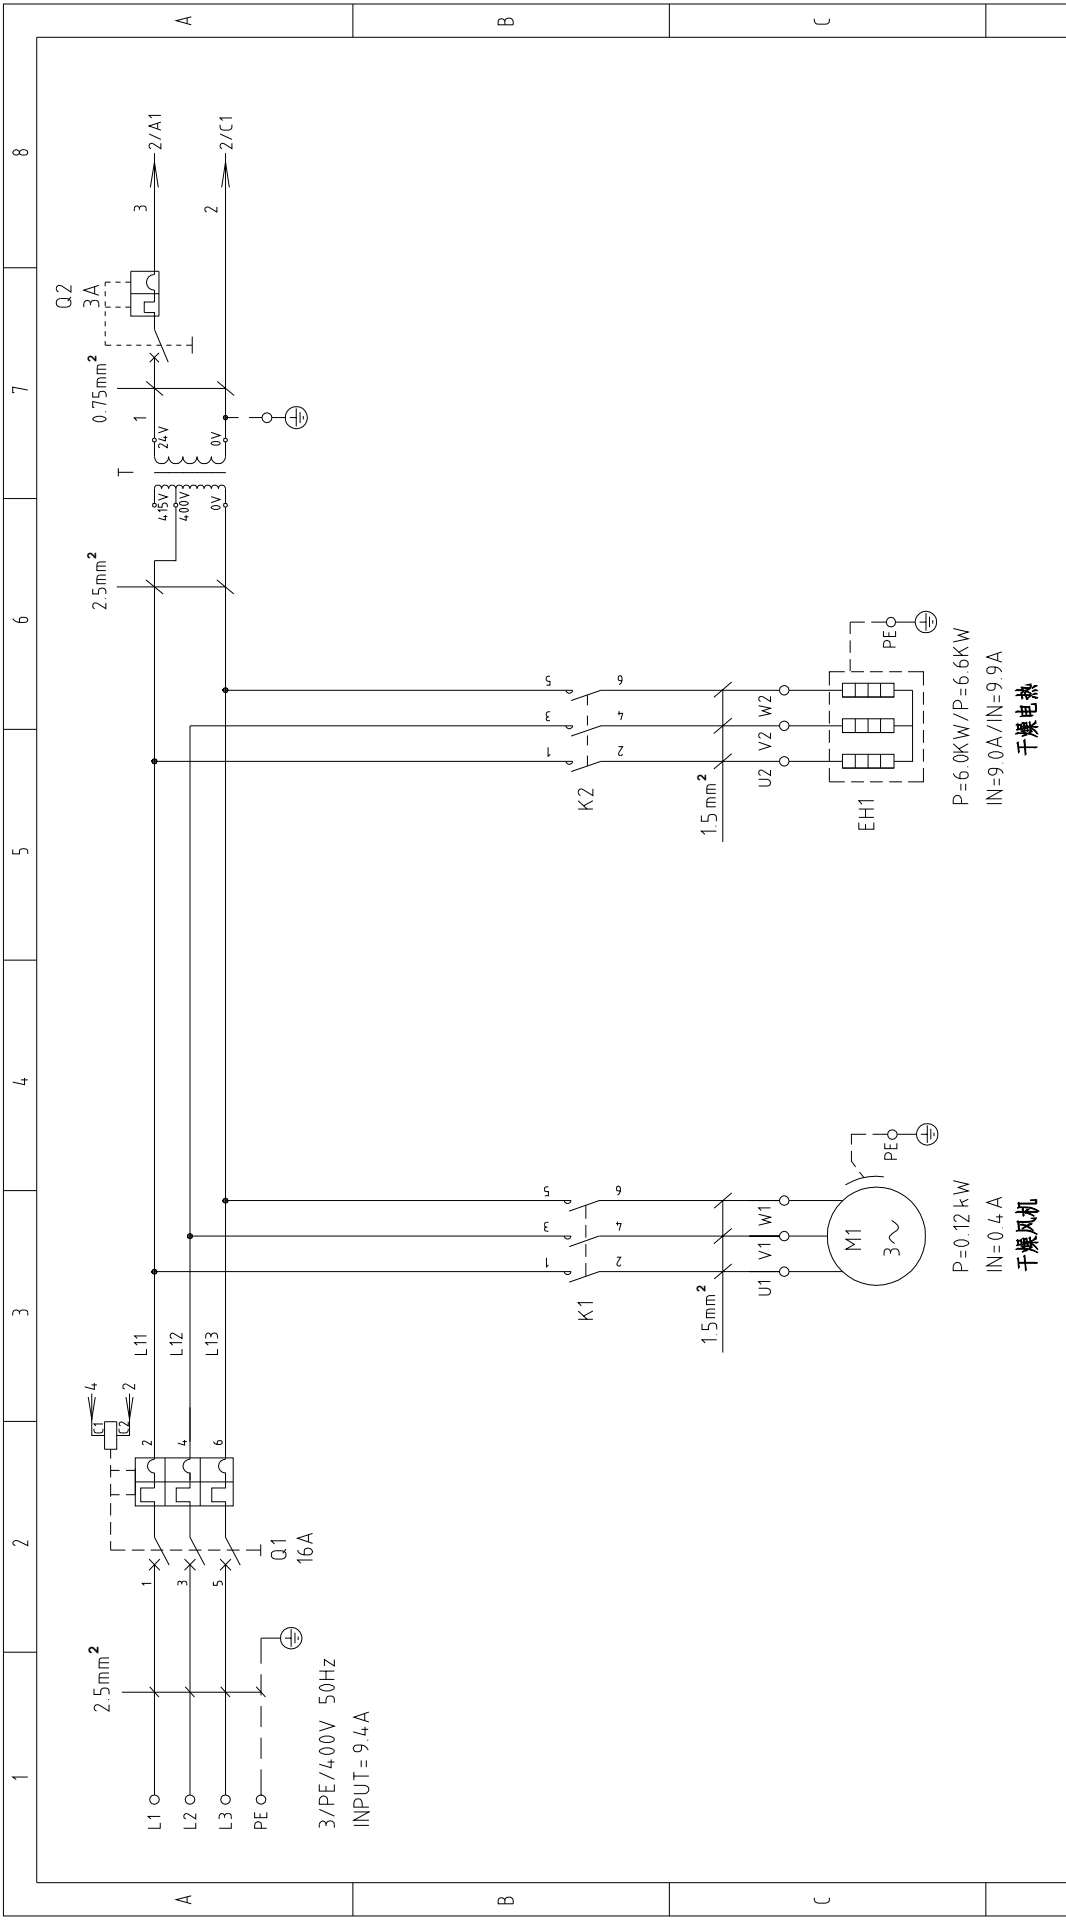 1
2
3
4
5
6
7
8
A
B
C
A
B
C
L1
L2
L3
PE
2.5mm²
3/PE/400V 50HZ
INPUT=9.4A
1
3
5
Q1
16A
2
4
6
C1
C2
4
2
L11
L12
L13
1
3
5
K1
2
4
6
1.5mm²
U1
V1
W1
M1
3~
PE
P=0.12kW
IN=0.4A
干燥风机
1
3
5
K2
2
4
6
1.5mm²
U2
V2
W2
EH1
PE
P=6.0KW/P=6.6KW
IN=9.0A/IN=9.9A
干燥电热
2.5mm²
415V
400V
0V
T
24V
0V
1
0.75mm²
Q2
3A
3
2
2/A1
2/C1